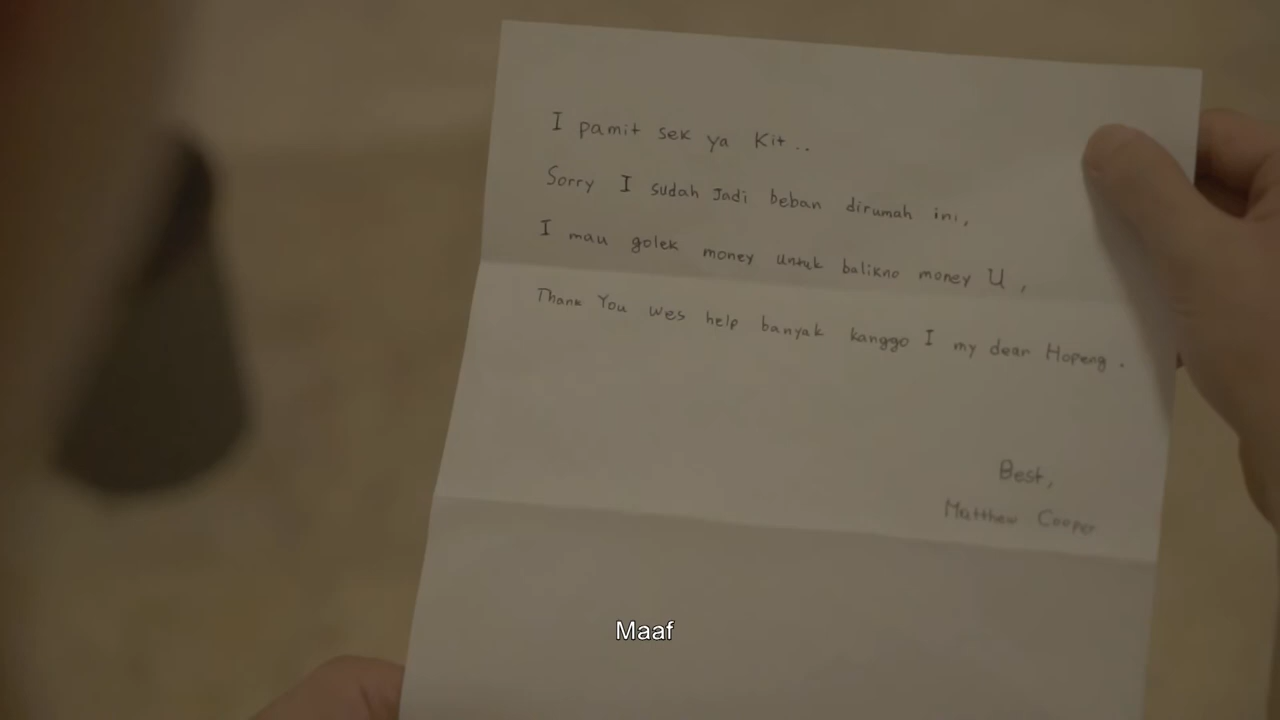 I pamit sek ya Kit..
Sorry I sudah Jadi beban dirumah ini,
I mau golek money untuk balikno money U,
Thank You wes help banyak kanggo I my dear Hopeng.
Best,
Matthew Cooper
Maaf